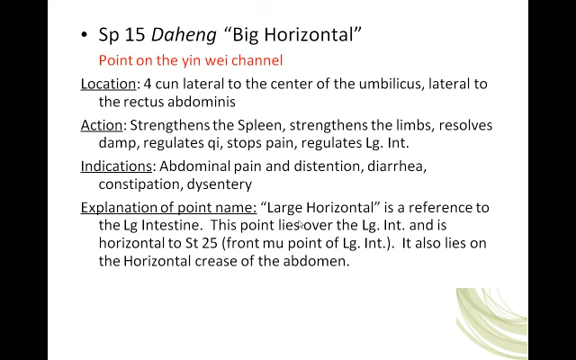 • Sp 15 Daheng “Big Horizontal”
Point on the yin wei channel
Location: 4 cun lateral to the center of the umbilicus, lateral to
the rectus abdominis
Action: Strengthens the Spleen, strengthens the limbs, resolves
damp, regulates qi, stops pain, regulates Lg. Int.
Indications: Abdominal pain and distention, diarrhea,
constipation, dysentery
Explanation of point name: “Large Horizontal” is a reference to
the Lg Intestine.  This point lies over the Lg. Int. and is
horizontal to St 25 (front mu point of Lg. Int.).  It also lies on
the Horizontal crease of the abdomen.